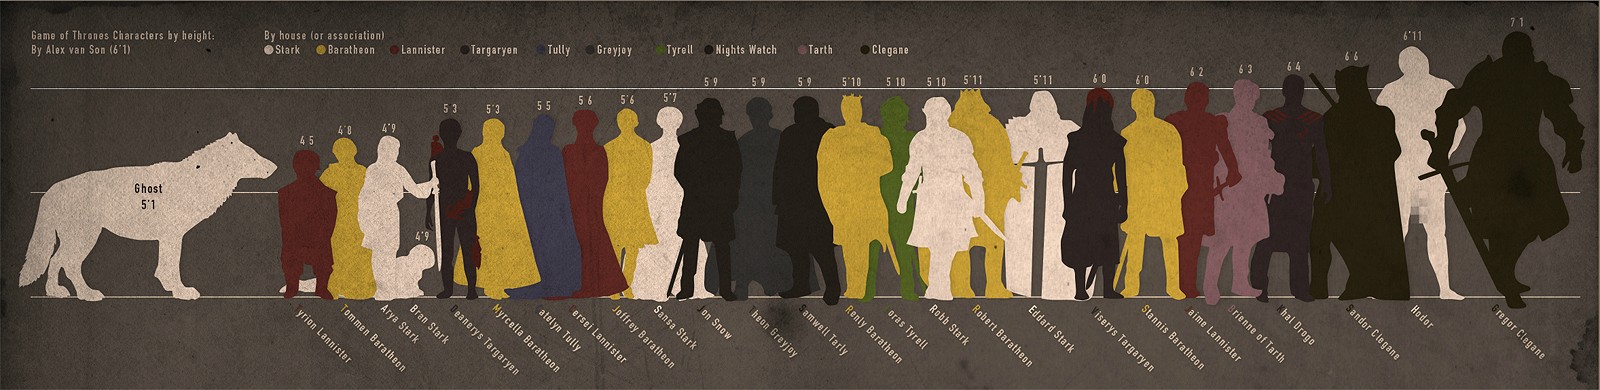 Game of Thrones Characters by height:
By Alex van Son (6'1)
By house (or association)
Stark Baratheon Lannister Targaryen Tully Greyjoy Tyrell Nights Watch Tarth Clegane
Ghost
5'1
4 5
4'8
4'9
4'9
5 3
5'3
5 5
5 6
5'6
5'7
5 9
5 9
5 9
5'10
5 10
5 10
5'11
5'11
6 0
6'0
6 2
6 3
6 4
6 6
6'11
7 1
yrion Lannister
Tommen Baratheon
Arya Stark
Bran Stark
Daenerys Targaryen
Myrcella Baratheon
atelyn Tully
ersei Lannister
Joffrey Baratheon
Sansa Stark
Jon Snow
heon Greyjoy
Samwell Tarly
Renly Baratheon
oras Tyrell
Robb Stark
Robert Baratheon
Eddard Stark
Viserys Targaryen
Stannis Baratheon
aime Lannister
Brienne of Tarth
Khal Drogo
Sandor Clegane
Hodor
Gregor Clegane